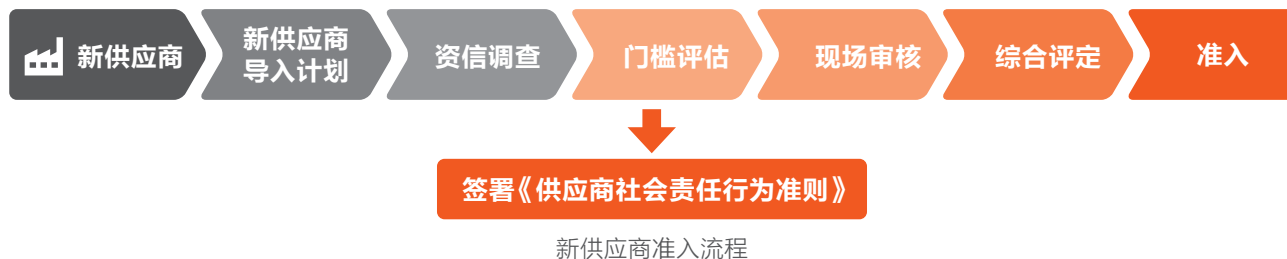 新供应商
新供应商
导入计划
资信调查
门槛评估
现场审核
综合评定
准入
签署《供应商社会责任行为准则》
新供应商准入流程